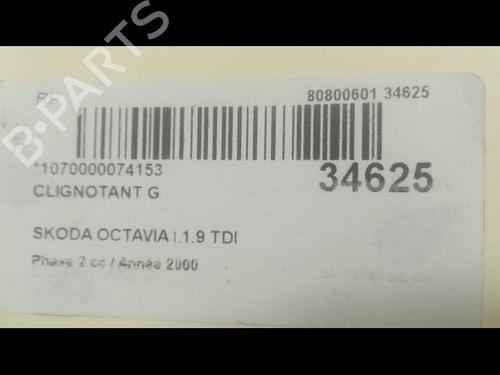 80800601 34625
*1070000074153
34625
CLIGNOTANT G
SKODA OCTAVIA I 1.9 TDI
Phase 2 cc / Année 2000
B-PARTS